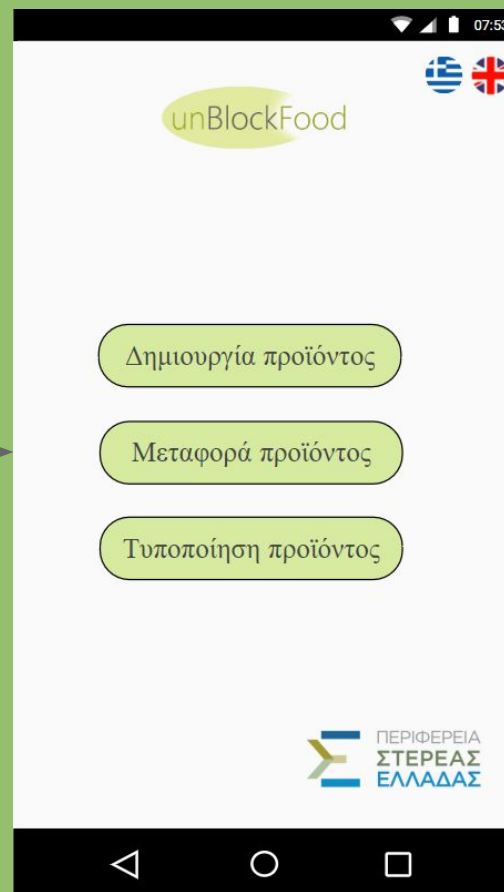 07:53
unBlockFood
Δημιουργία προϊόντος
Μεταφορά προϊόντος
Τυποποίηση προϊόντος
ΠΕΡΙΦΕΡΕΙΑ
ΣΤΕΡΕΑΣ
ΕΛΛΑΔΑΣ